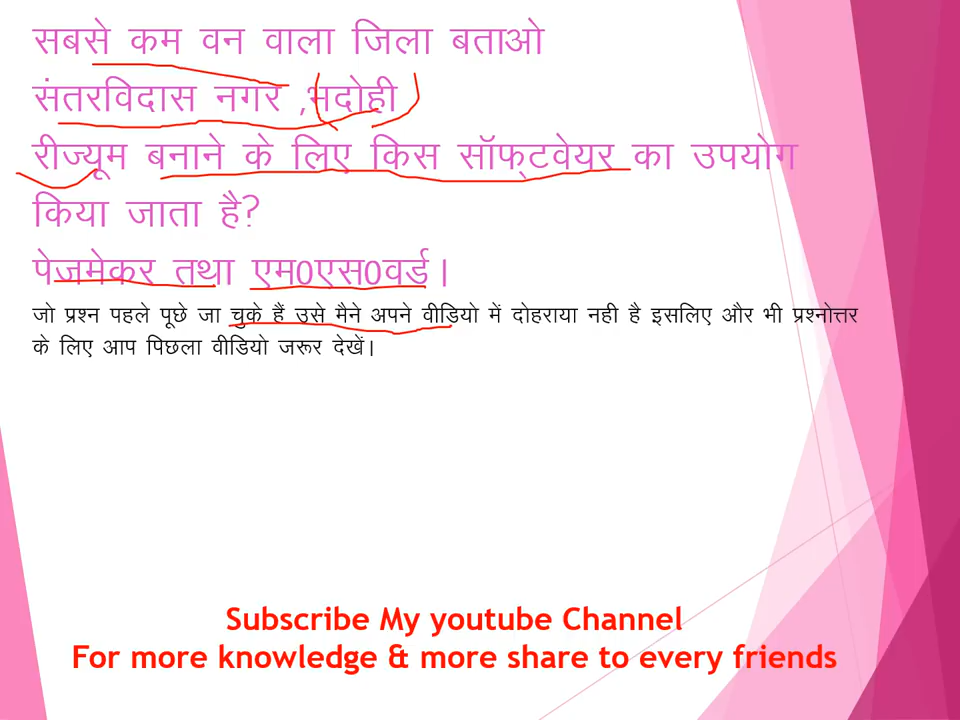 सबसे कम वन वाला जिला बताओ
संतरविदास नगर ,भदोही
रीज्यूम बनाने के लिए किस सॉफ्टवेयर का उपयोग
किया जाता है?
पेजमेकर तथा एम0एस0वर्ड।
जो प्रश्न पहले पूछे जा चुके हैं उसे मैने अपने वीडियो में दोहराया नही है इसलिए और भी प्रश्नोत्तर
के लिए आप पिछला वीडियो जरूर देखें।
Subscribe My youtube Channel
For more knowledge & more share to every friends